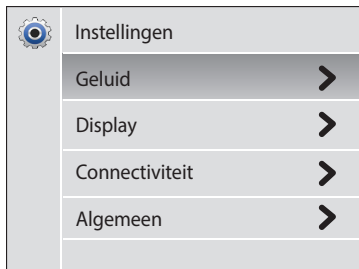 Instellingen
Geluid
Display
Connectiviteit
Algemeen